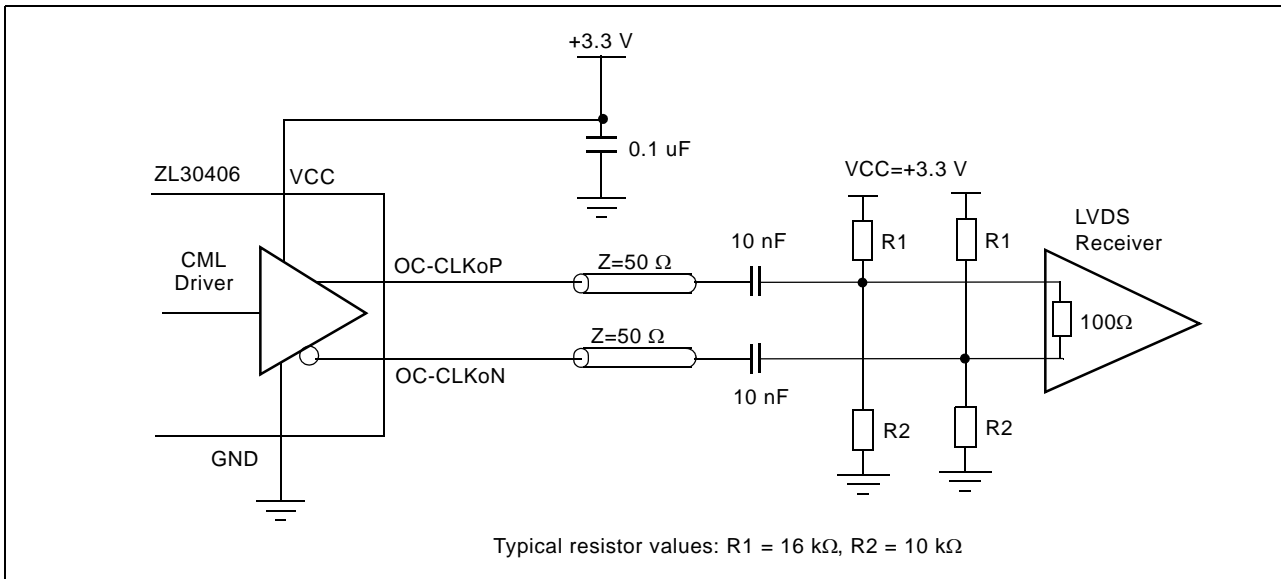 +3.3 V
0.1 uF
ZL30406
VCC
VCC=+3.3 V
LVDS
Receiver
CML
Driver
OC-CLKoP
Z=50 Ω
10 nF
R1
R1
100Ω
Z=50 Ω
OC-CLKoN
10 nF
R2
R2
GND
Typical resistor values: R1 = 16 kΩ, R2 = 10 kΩ